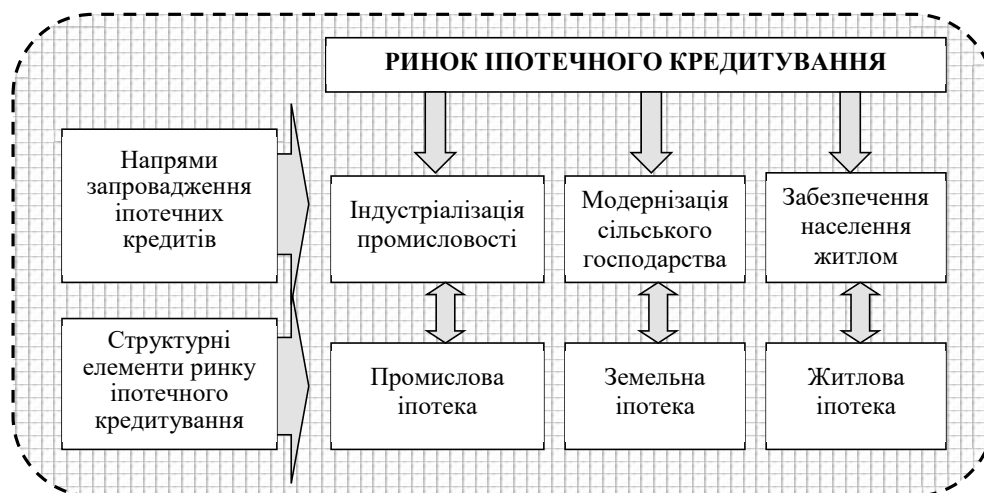 РИНОК ІПОТЕЧНОГО КРЕДИТУВАННЯ
Напрями
запровадження
іпотечних
кредитів
Індустріалізація
промисловості
Модернізація
сільського
господарства
Забезпечення
населення
житлом
Структурні
елементи ринку
іпотечного
кредитування
Промислова
іпотека
Земельна
іпотека
Житлова
іпотека